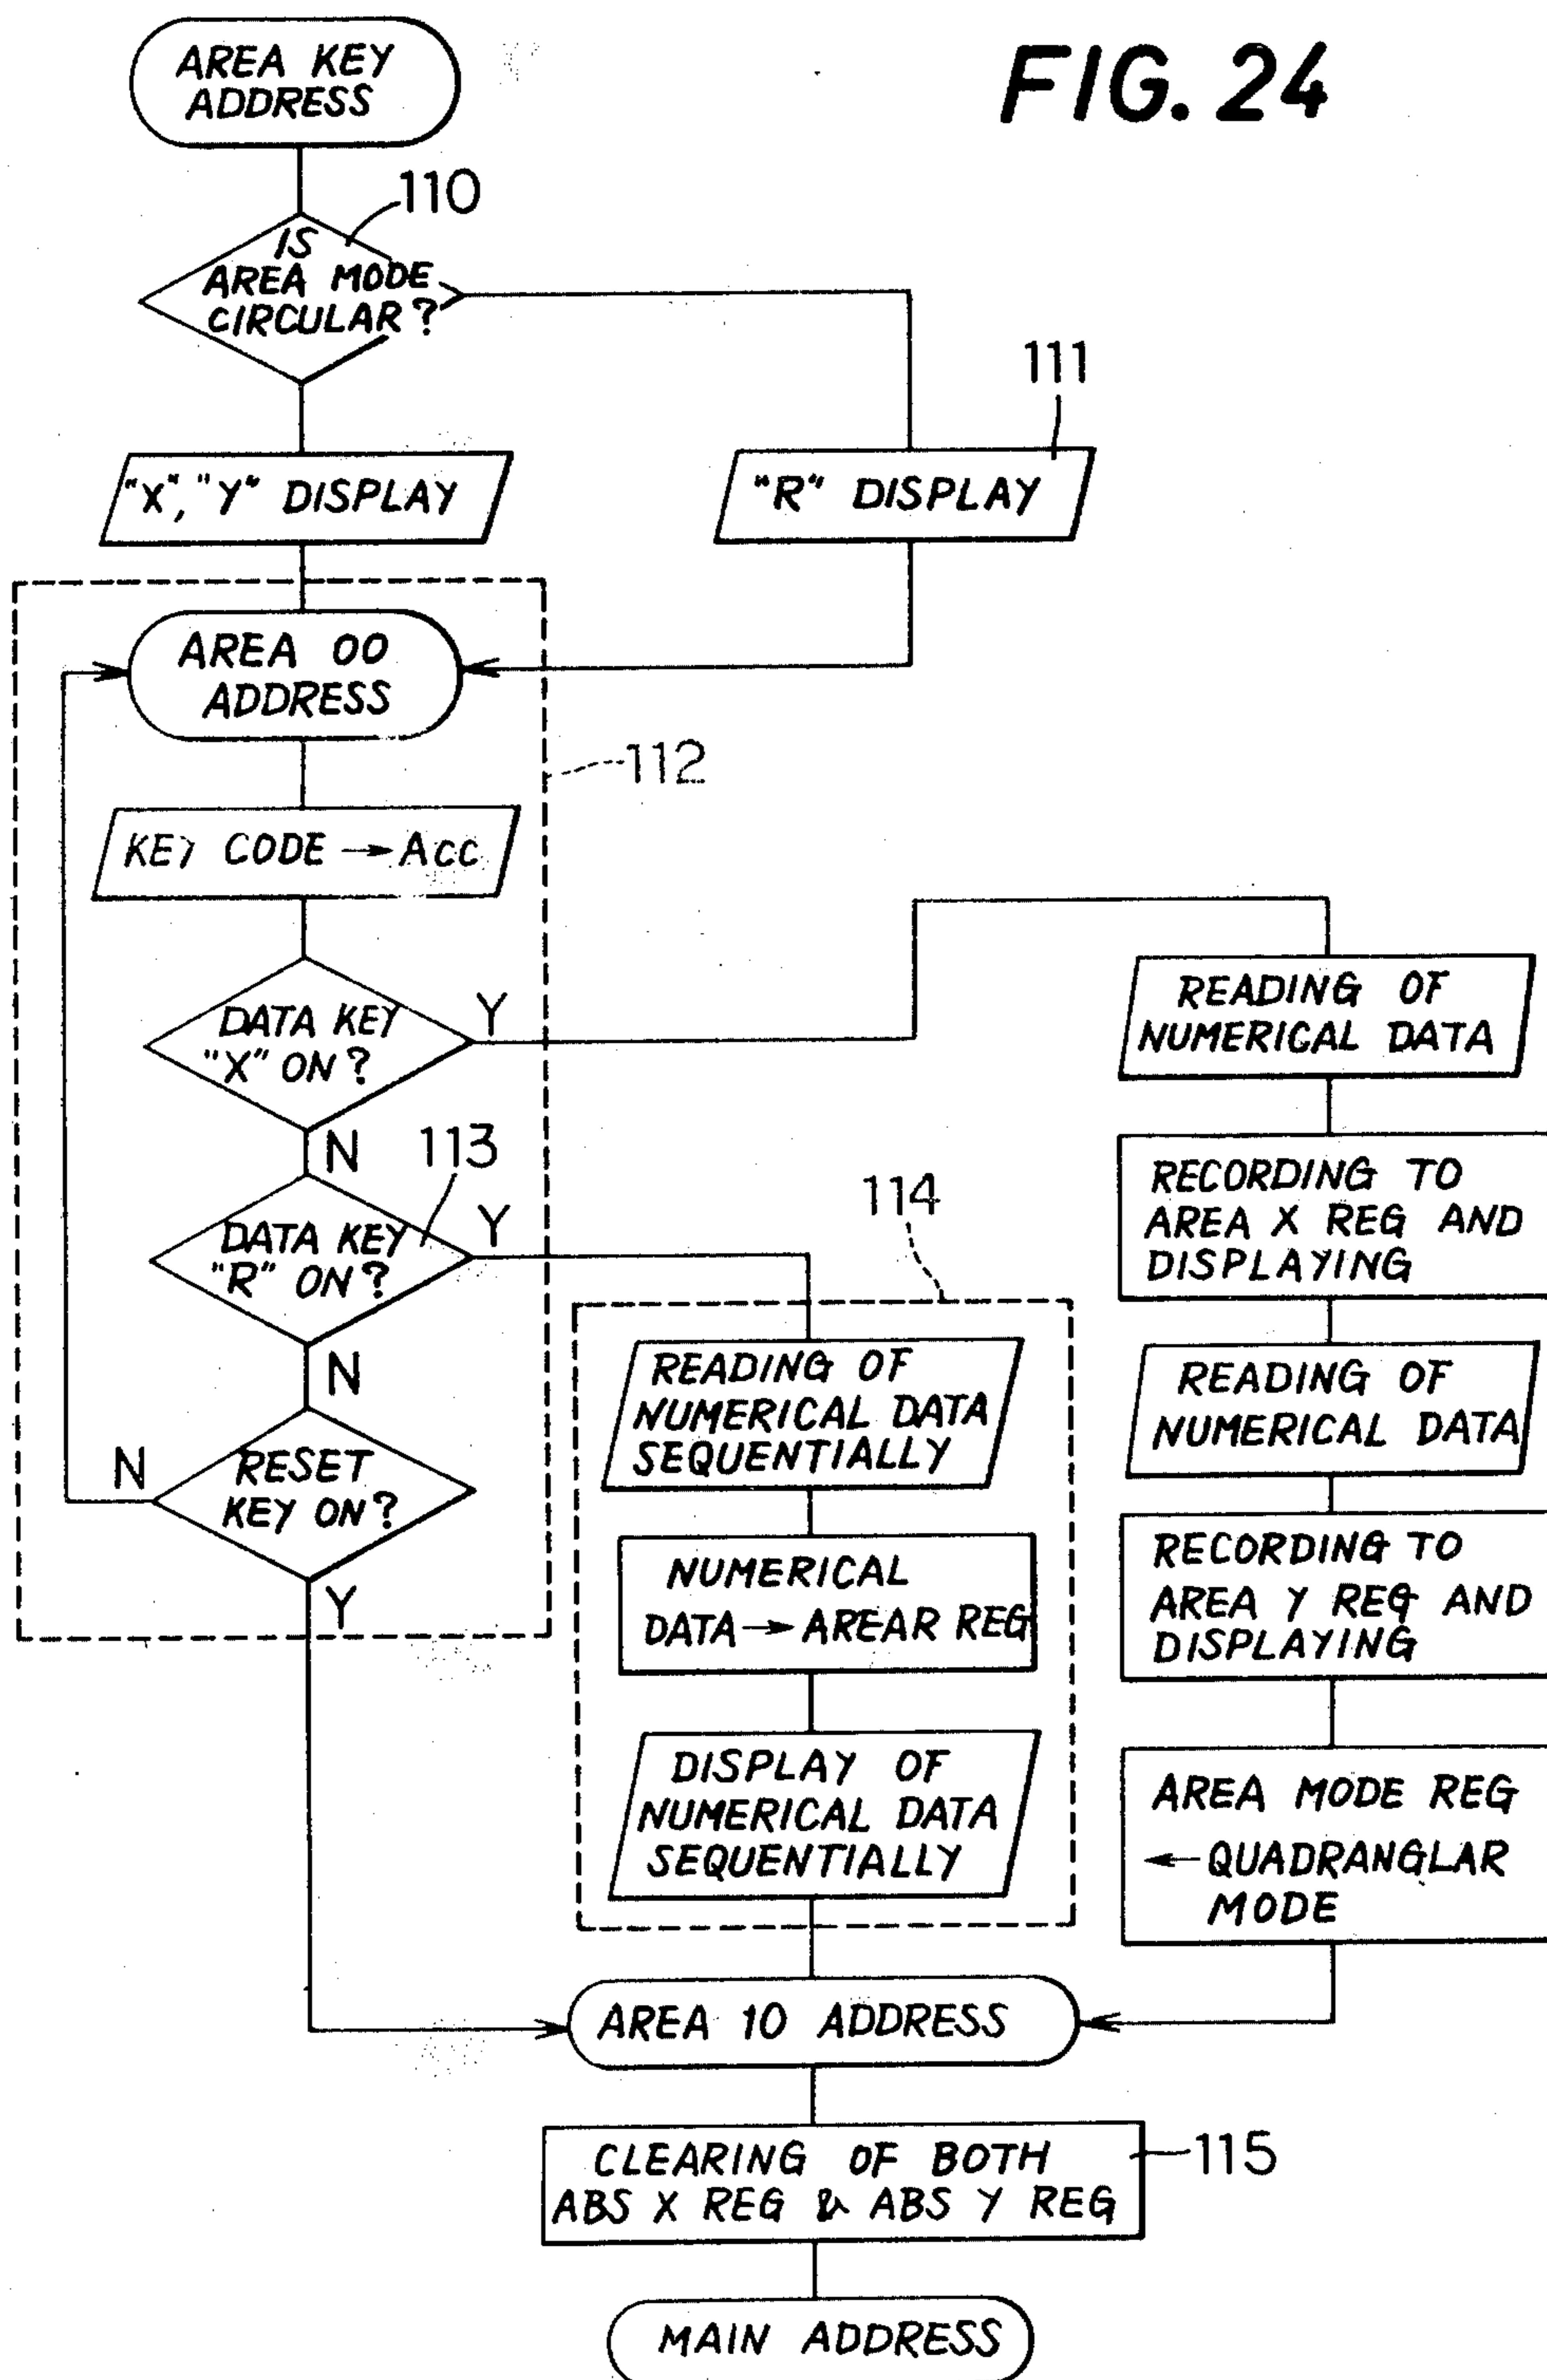 FIG. 24
AREA KEY
ADDRESS
110
IS
AREA MODE
CIRCULAR?
111
"X", "Y" DISPLAY
"R" DISPLAY
AREA 00
ADDRESS
112
KEY CODE → Acc
DATA KEY
"X" ON?
Y
N
READING OF
NUMERICAL DATA
RECORDING TO
AREA X REG AND
DISPLAYING
113
DATA KEY
"R" ON?
Y
N
114
READING OF
NUMERICAL DATA
SEQUENTIALLY
READING OF
NUMERICAL DATA
RESET
KEY ON?
N
Y
NUMERICAL
DATA → AREAR REG
RECORDING TO
AREA Y REG AND
DISPLAYING
DISPLAY OF
NUMERICAL DATA
SEQUENTIALLY
AREA MODE REG
← QUADRANGLAR
MODE
AREA 10 ADDRESS
CLEARING OF BOTH
ABS X REG & ABS Y REG
115
MAIN ADDRESS